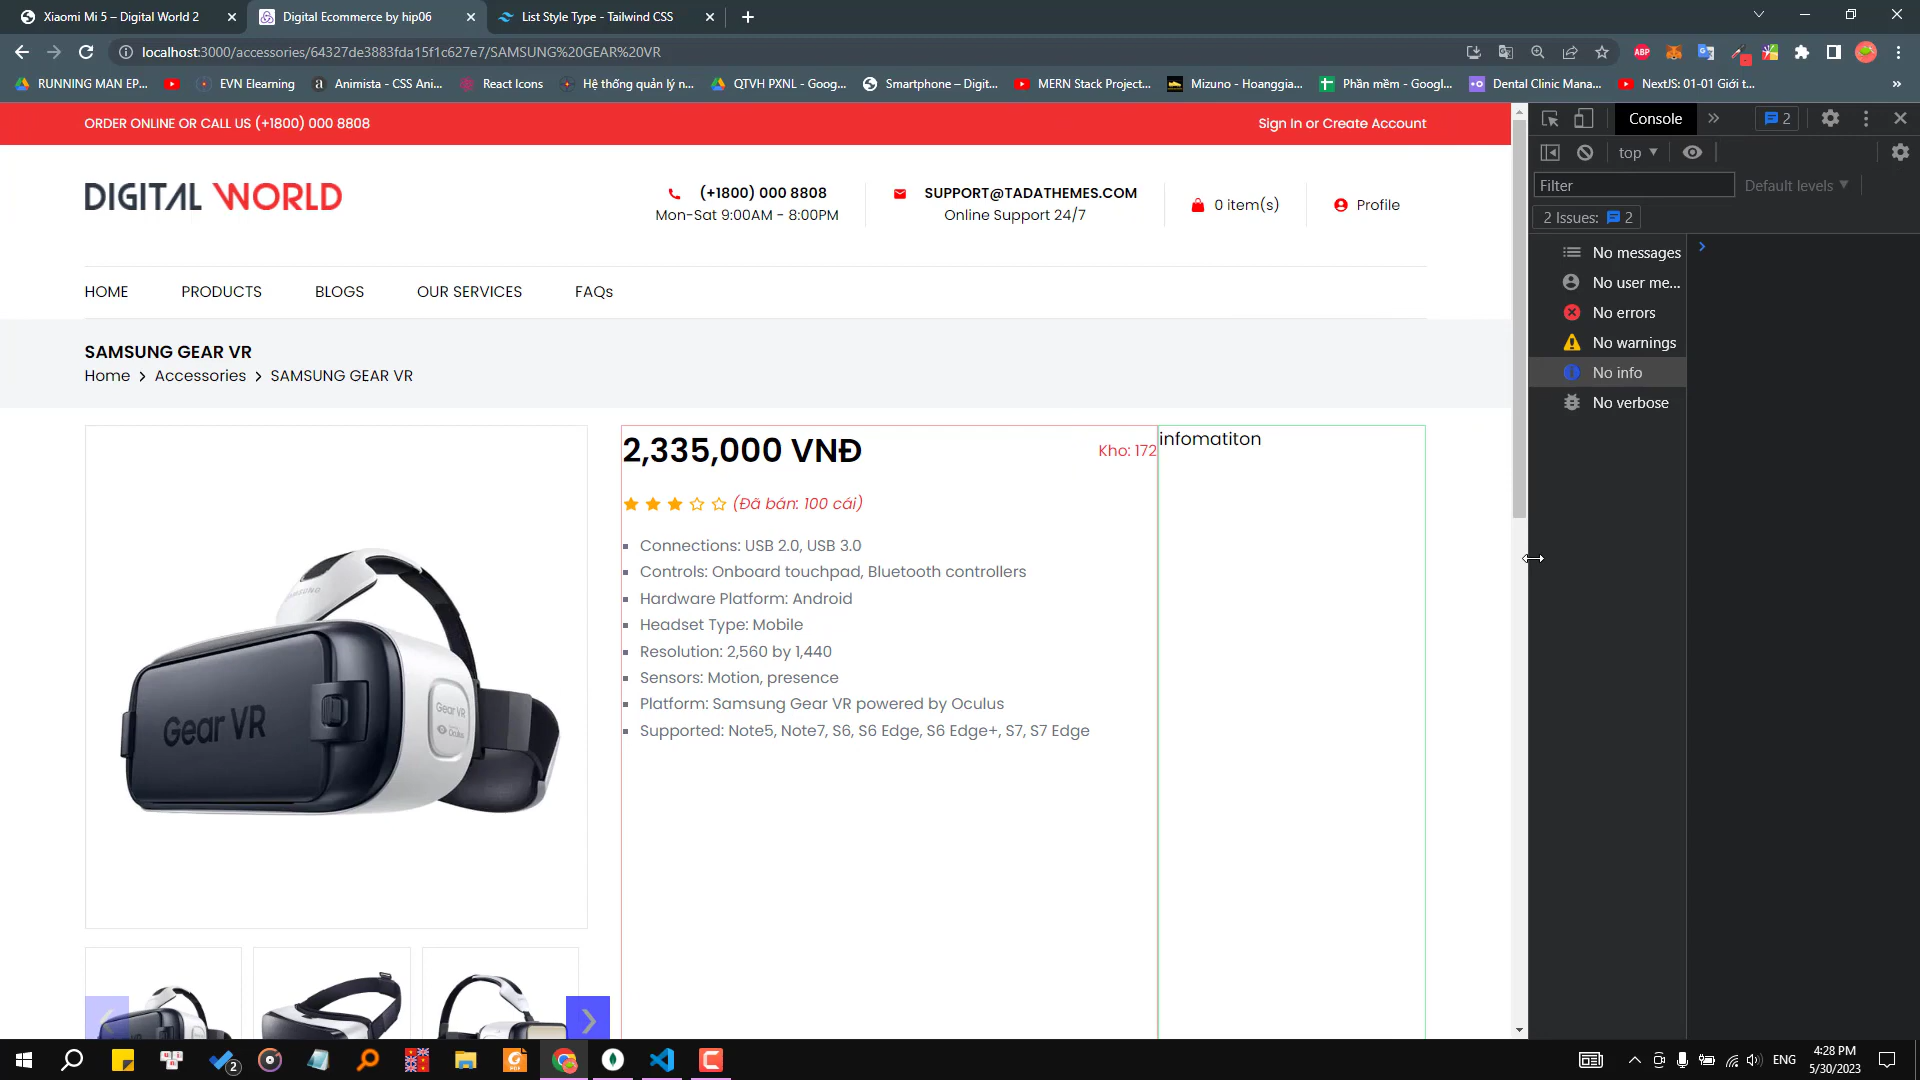 Xiaomi Mi 5 – Digital World 2
Digital Ecommerce by hip06
List Style Type - Tailwind CSS
localhost:3000/accessories/64327de3883fda15f1c627e7/SAMSUNG%20GEAR%20VR
ABP
RUNNING MAN EP...
EVN Elearning
Animista - CSS Ani...
React Icons
Hệ thống quản lý n...
QTVH PXNL - Goog...
Smartphone – Digit...
MERN Stack Project...
Mizuno - Hoanggia...
Phần mềm - Googl...
Dental Clinic Mana...
NextJS: 01-01 Giới t...
ORDER ONLINE OR CALL US (+1800) 000 8808
Sign In or Create Account
DIGITAL WORLD
(+1800) 000 8808
Mon-Sat 9:00AM - 8:00PM
SUPPORT@TADATHEMES.COM
Online Support 24/7
0 item(s)
Profile
HOME
PRODUCTS
BLOGS
OUR SERVICES
FAQs
SAMSUNG GEAR VR
Home
Accessories
SAMSUNG GEAR VR
Gear VR
Gear VR
2,335,000 VNĐ
Kho: 172
(Đã bán: 100 cái)
Connections: USB 2.0, USB 3.0
Controls: Onboard touchpad, Bluetooth controllers
Hardware Platform: Android
Headset Type: Mobile
Resolution: 2,560 by 1,440
Sensors: Motion, presence
Platform: Samsung Gear VR powered by Oculus
Supported: Note5, Note7, S6, S6 Edge, S6 Edge+, S7, S7 Edge
infomatiton
Console
2
top
Filter
Default levels
2 Issues:
2
No messages
No user me...
No errors
No warnings
No info
No verbose
2
ENG
4:28 PM
5/30/2023